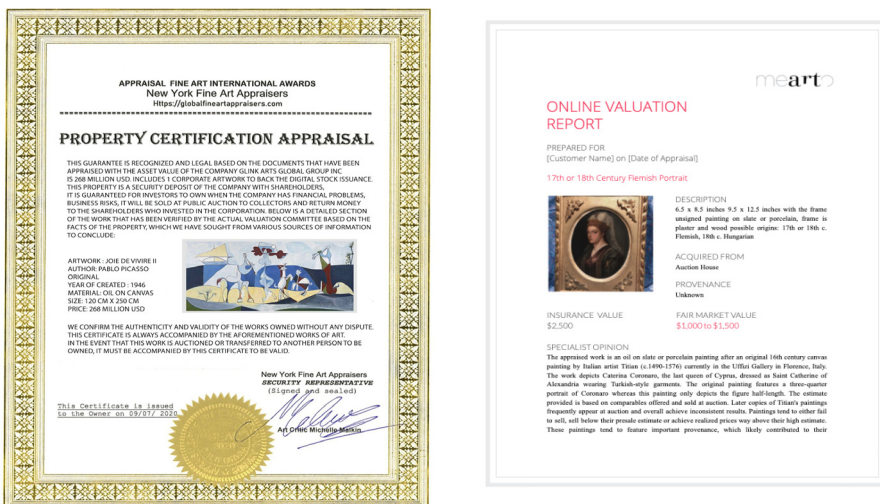 APPRAISAL FINE ART INTERNATIONAL AWARDS
New York Fine Art Appraisers
Https://globalfineartappraisers.com
PROPERTY CERTIFICATION APPRAISAL
THIS GUARANTEE IS RECOGNIZED AND LEGAL BASED ON THE DOCUMENTS THAT HAVE BEEN
APPRAISED WITH THE ASSET VALUE OF THE COMPANY GLINK ARTS GLOBAL GROUP INC
IS 268 MILLION USD. INCLUDES 1 CORPORATE ARTWORK TO BACK THE DIGITAL STOCK ISSUANCE.
THIS PROPERTY IS A SECURITY DEPOSIT OF THE COMPANY WITH SHAREHOLDERS,
IT IS GUARANTEED FOR INVESTORS TO OWN WHEN THE COMPANY HAS FINANCIAL PROBLEMS,
BUSINESS RISKS, IT WILL BE SOLD AT PUBLIC AUCTION TO COLLECTORS AND RETURN MONEY
TO THE SHAREHOLDERS WHO INVESTED IN THE CORPORATION. BELOW IS A DETAILED SECTION
OF THE WORK THAT HAS BEEN VERIFIED BY THE ACTUAL VALUATION COMMITTEE BASED ON THE
FACTS OF THE PROPERTY, WHICH WE HAVE SOUGHT FROM VARIOUS SOURCES OF INFORMATION
TO CONCLUDE:
ARTWORK : JOIE DE VIVIRE II
AUTHOR: PABLO PICASSO
ORIGINAL
YEAR OF CREATED : 1946
MATERIAL: OIL ON CANVAS
SIZE: 120 CM X 250 CM
PRICE: 268 MILLION USD
WE CONFIRM THE AUTHENTICITY AND VALIDITY OF THE WORKS OWNED WITHOUT ANY DISPUTE.
THIS CERTIFICATE IS ALWAYS ACCOMPANIED BY THE AFOREMENTIONED WORKS OF ART.
IN THE EVENT THAT THIS WORK IS AUCTIONED OR TRANSFERRED TO ANOTHER PERSON TO BE
OWNED, IT MUST BE ACCOMPANIED BY THIS CERTIFICATE TO BE VALID.
New York Fine Art Appraisers
SECURITY REPRESENTATIVE
(Signed and sealed)
This Certificate is issued
to the Owner on 09/07/ 2020
Art Critic Michelle Malkin
mearto
ONLINE VALUATION
REPORT
PREPARED FOR
[Customer Name] on [Date of Appraisal]
17th or 18th Century Flemish Portrait
DESCRIPTION
6.5 x 8.5 inches 9.5 x 12.5 inches with the frame
unsigned painting on slate or porcelain, frame is
plaster and wood possible origins: 17th or 18th c.
Flemish, 18th c. Hungarian
ACQUIRED FROM
Auction House
PROVENANCE
Unknown
INSURANCE VALUE
$2,500
FAIR MARKET VALUE
$1,000 to $1,500
SPECIALIST OPINION
The appraised work is an oil on slate or porcelain painting after an original 16th century canvas
painting by Italian artist Titian (c.1490-1576) currently in the Uffizi Gallery in Florence, Italy.
The work depicts Caterina Coronaro, the last queen of Cyprus, dressed as Saint Catherine of
Alexandria wearing Turkish-style garments. The original painting features a three-quarter
portrait of Coronaro whereas this painting only depicts the figure half-length. The estimate
provided is based on comparables offered and sold at auction. Later copies of Titian's paintings
frequently appear at auction and overall achieve inconsistent results. Paintings tend to either fail
to sell, sell below their presale estimate or achieve realized prices way above their high estimate.
These paintings tend to feature important provenance, which likely contributed to their